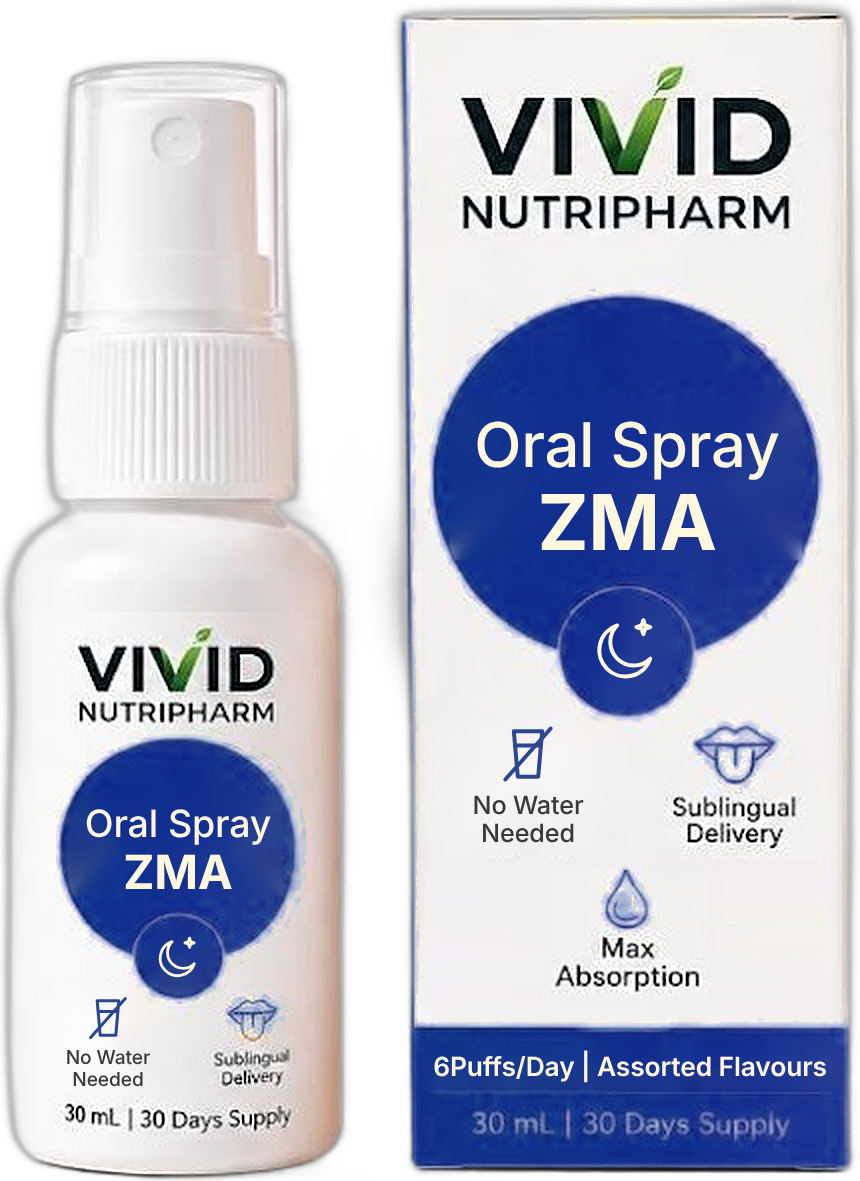 VIVID
NUTRIPHARM
Oral Spray
ZMA
No Water
Needed
Sublingual
Delivery
30 mL | 30 Days Supply
VIVID
NUTRIPHARM
Oral Spray
ZMA
No Water
Needed
Sublingual
Delivery
Max
Absorption
6Puffs/Day | Assorted Flavours
30 mL | 30 Days Supply